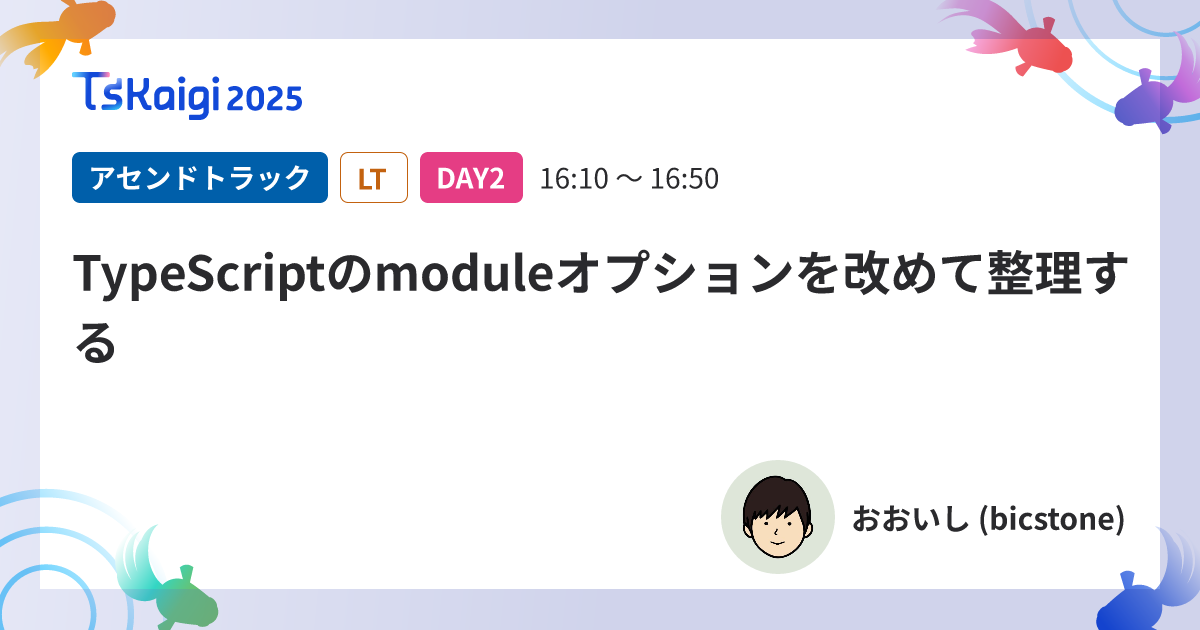 TsKaigi 2025
アセンドトラック LT DAY2 16:10 〜 16:50
TypeScriptのmoduleオプションを改めて整理す
る
おおいし (bicstone)